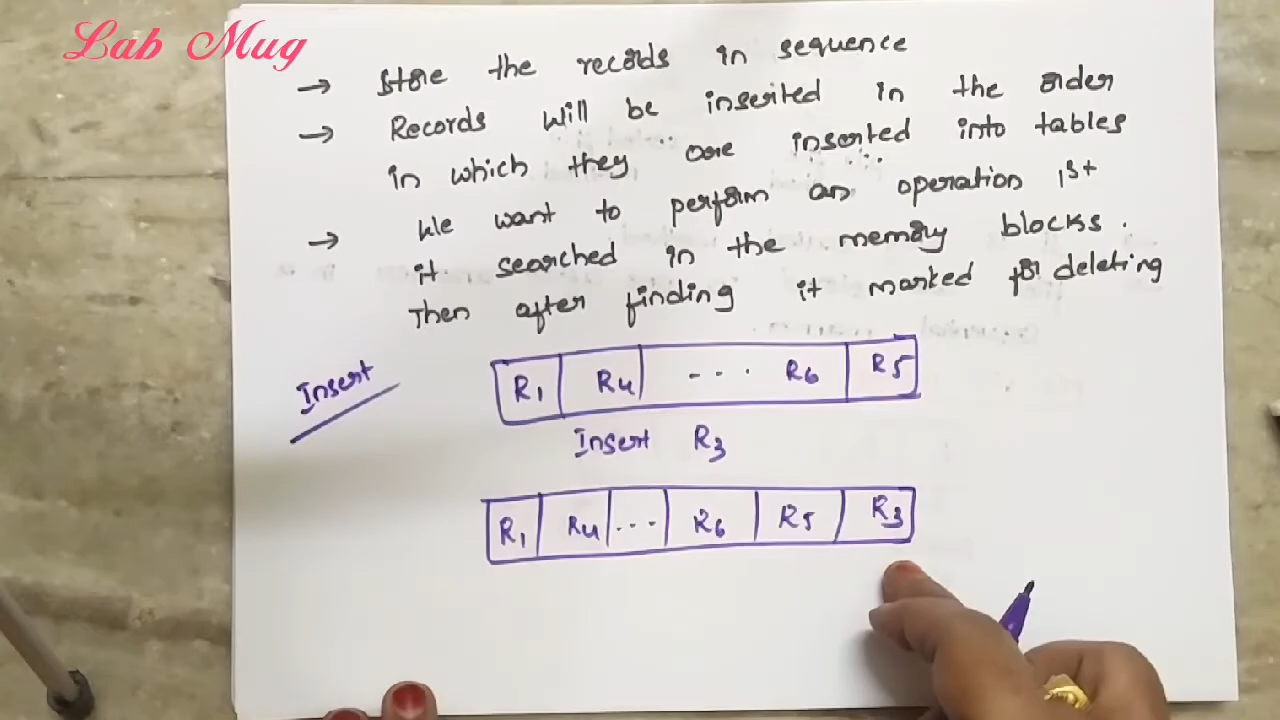 Lab Mug
→ Store the records in sequence
→ Records will be inserted in the order
in which they are inserted into tables
→ We want to perform an operation 1st
it searched in the memory blocks.
Then after finding it marked for deleting
Insert
R1 R4 --. R6 R5
Insert R3
R1 R4 ... R6 R5 R3